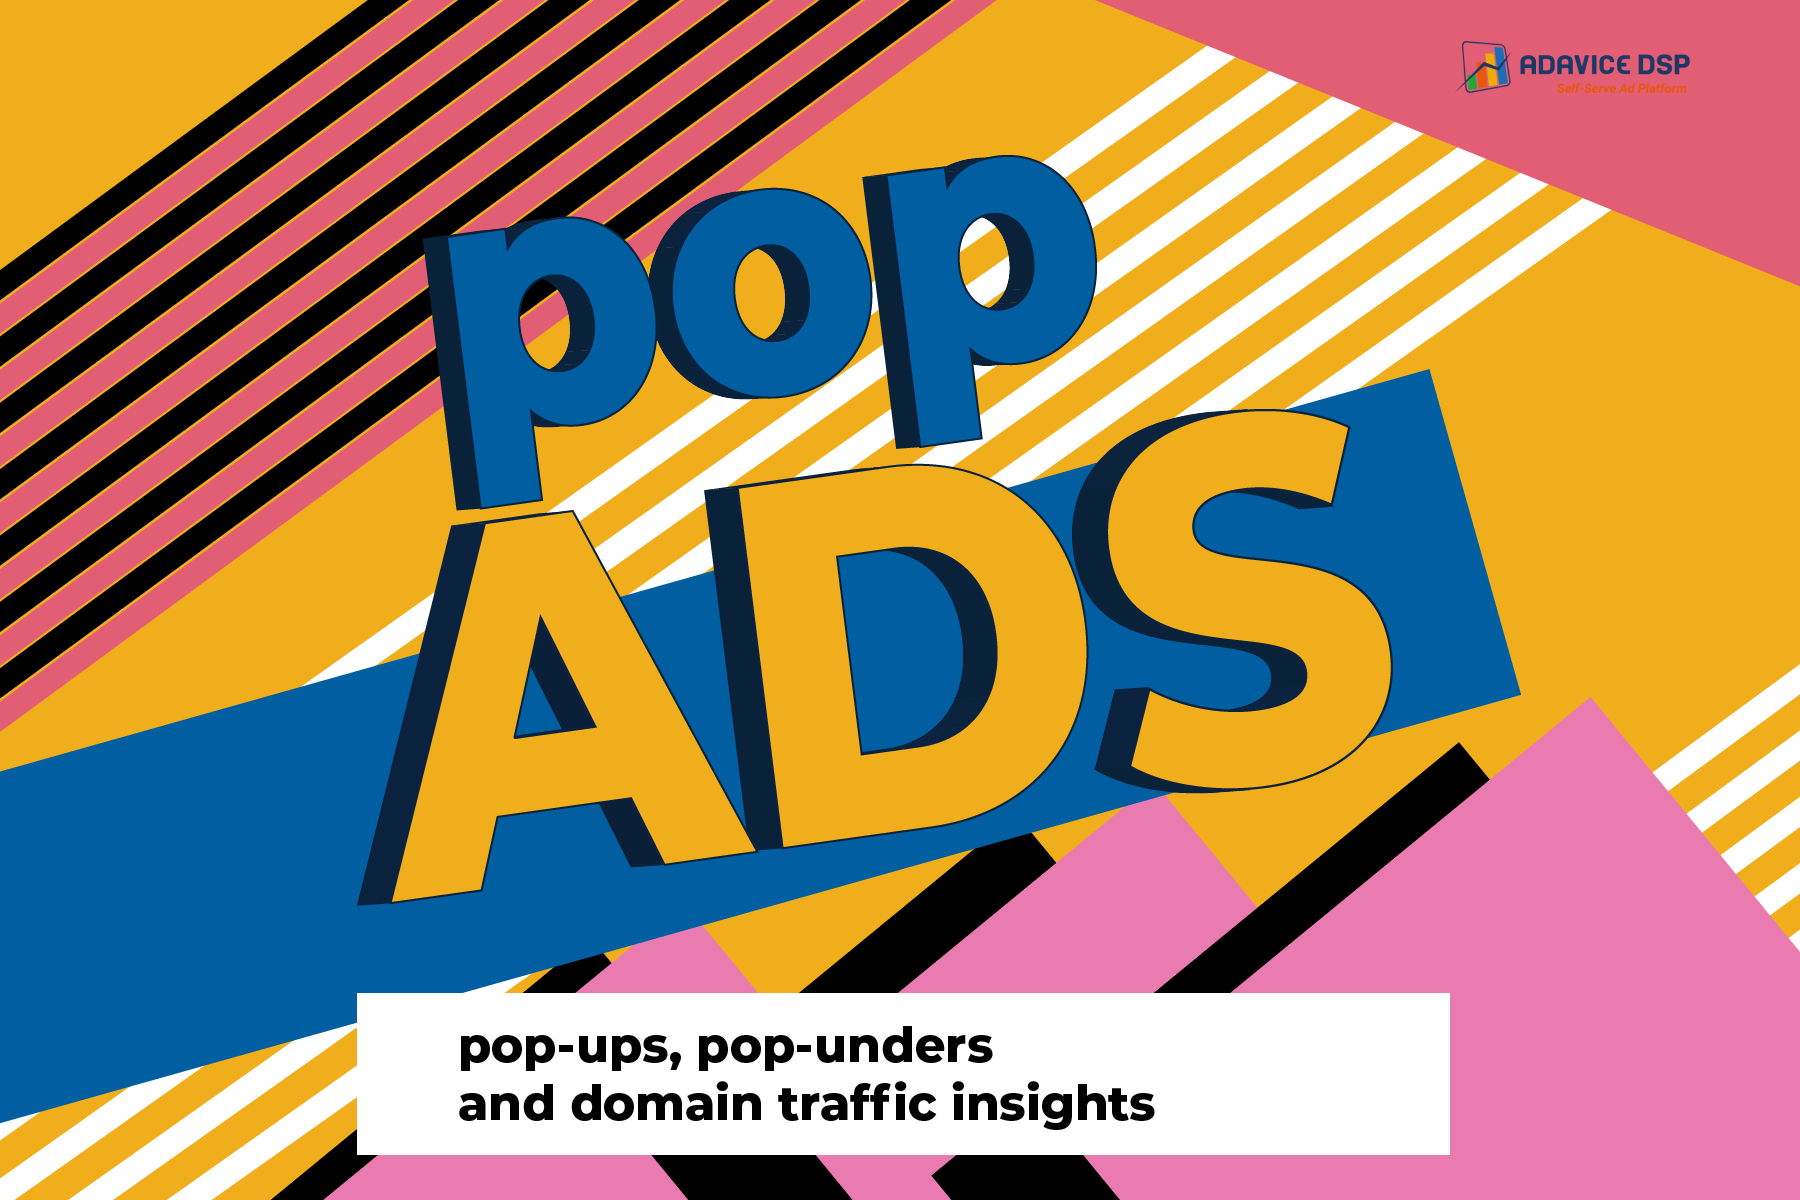 ADAVICE DSP
Self-Serve Ad Platform
pop
ADS
pop-ups, pop-unders
and domain traffic insights